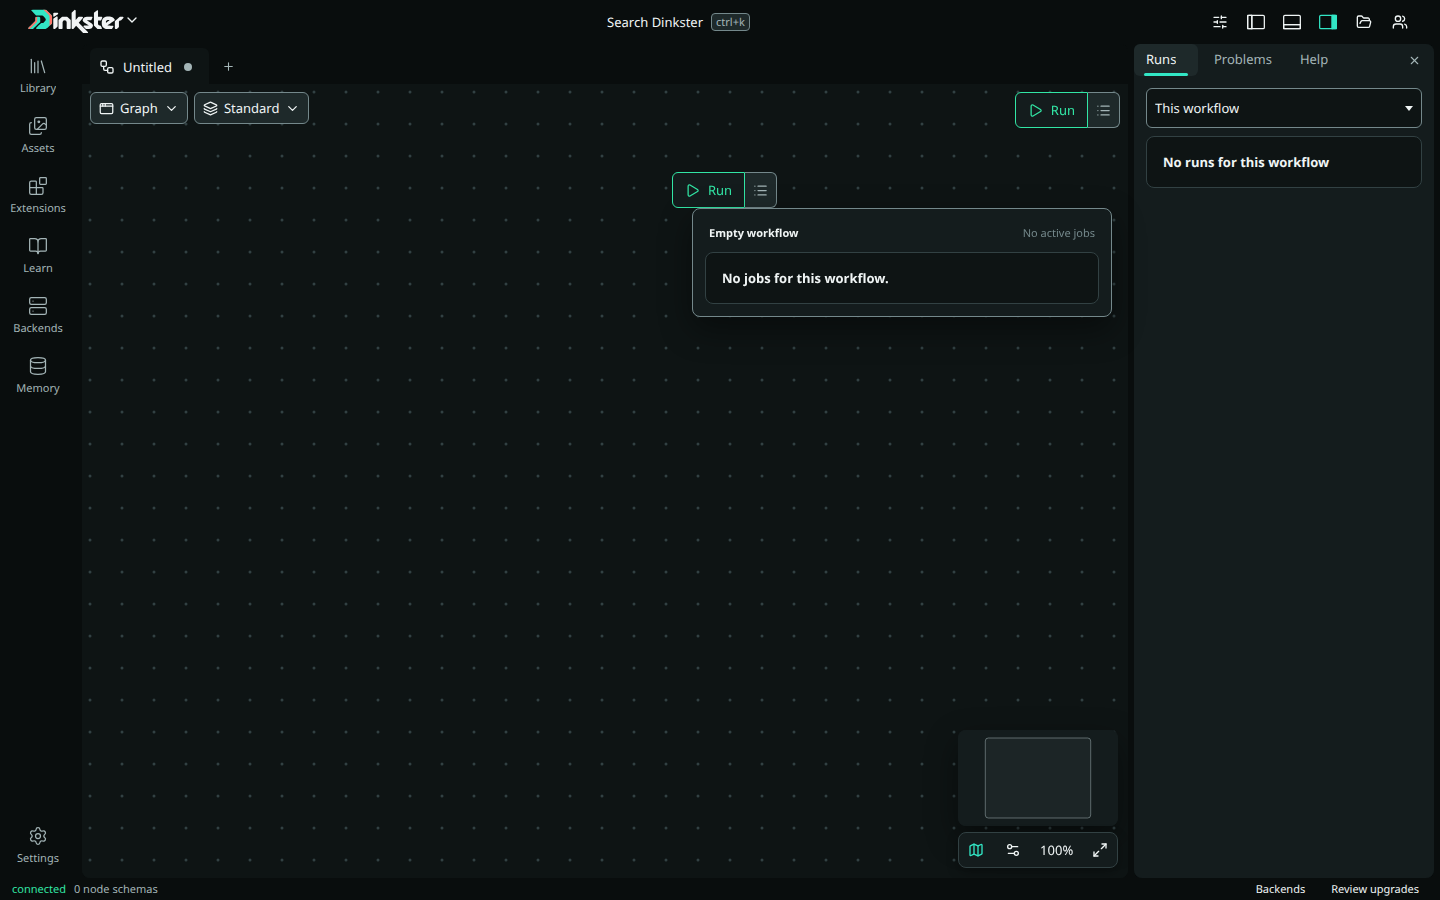 Dinkster
Search Dinkster ctrl+k
Library
Assets
Extensions
Learn
Backends
Memory
Settings
Untitled
Graph
Standard
Run
Run
Empty workflow
No active jobs
No jobs for this workflow.
100%
Runs
Problems
Help
This workflow
No runs for this workflow
connected
0 node schemas
Backends
Review upgrades